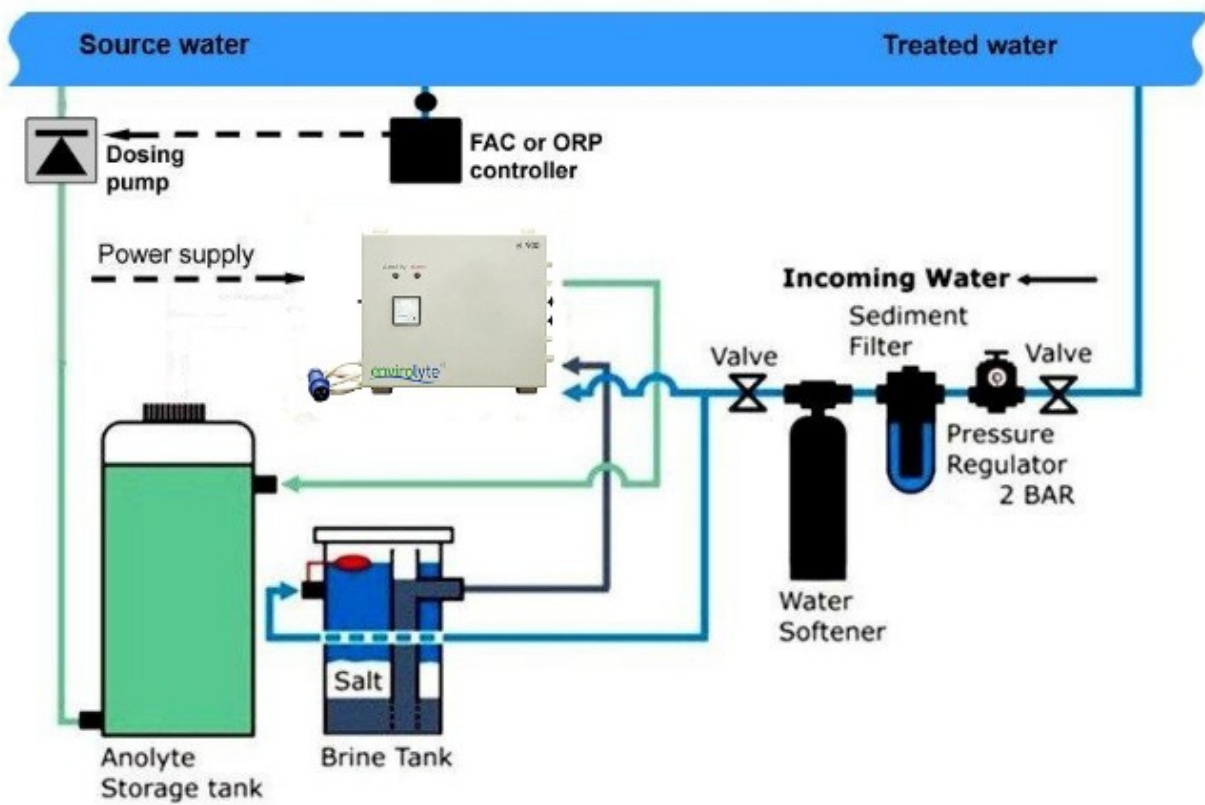 Source water
Treated water
Dosing
pump
FAC or ORP
controller
Power supply
envirolyte
Incoming Water
Sediment
Filter
Valve
Valve
Pressure
Regulator
2 BAR
Water
Softener
Salt
Anolyte
Storage tank
Brine Tank